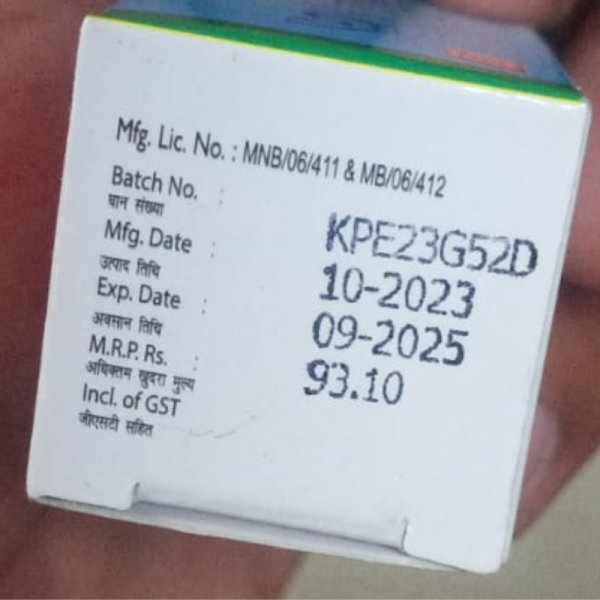 Mfg. Lic. No. : MNB/06/411 & MB/06/412
Batch No. : KPE23G52D
घान संख्या
Mfg. Date : 10-2023
उत्पाद तिथि
Exp. Date : 09-2025
अवसान तिथि
M.R.P. Rs. : 93.10
अधिकतम खुदरा मुल्य
Incl. of GST
जीएसटी सहित